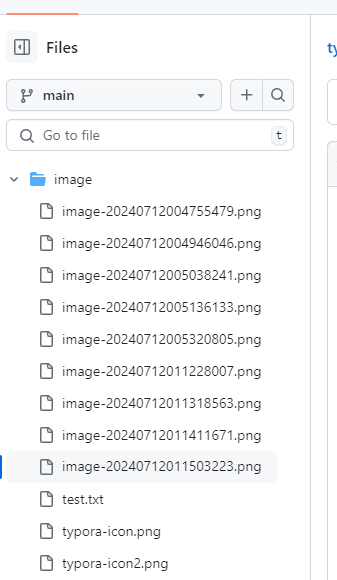 ty
Files
main
Go to file
t
image
image-20240712004755479.png
image-20240712004946046.png
image-20240712005038241.png
image-20240712005136133.png
image-20240712005320805.png
image-20240712011228007.png
image-20240712011318563.png
image-20240712011411671.png
image-20240712011503223.png
test.txt
typora-icon.png
typora-icon2.png